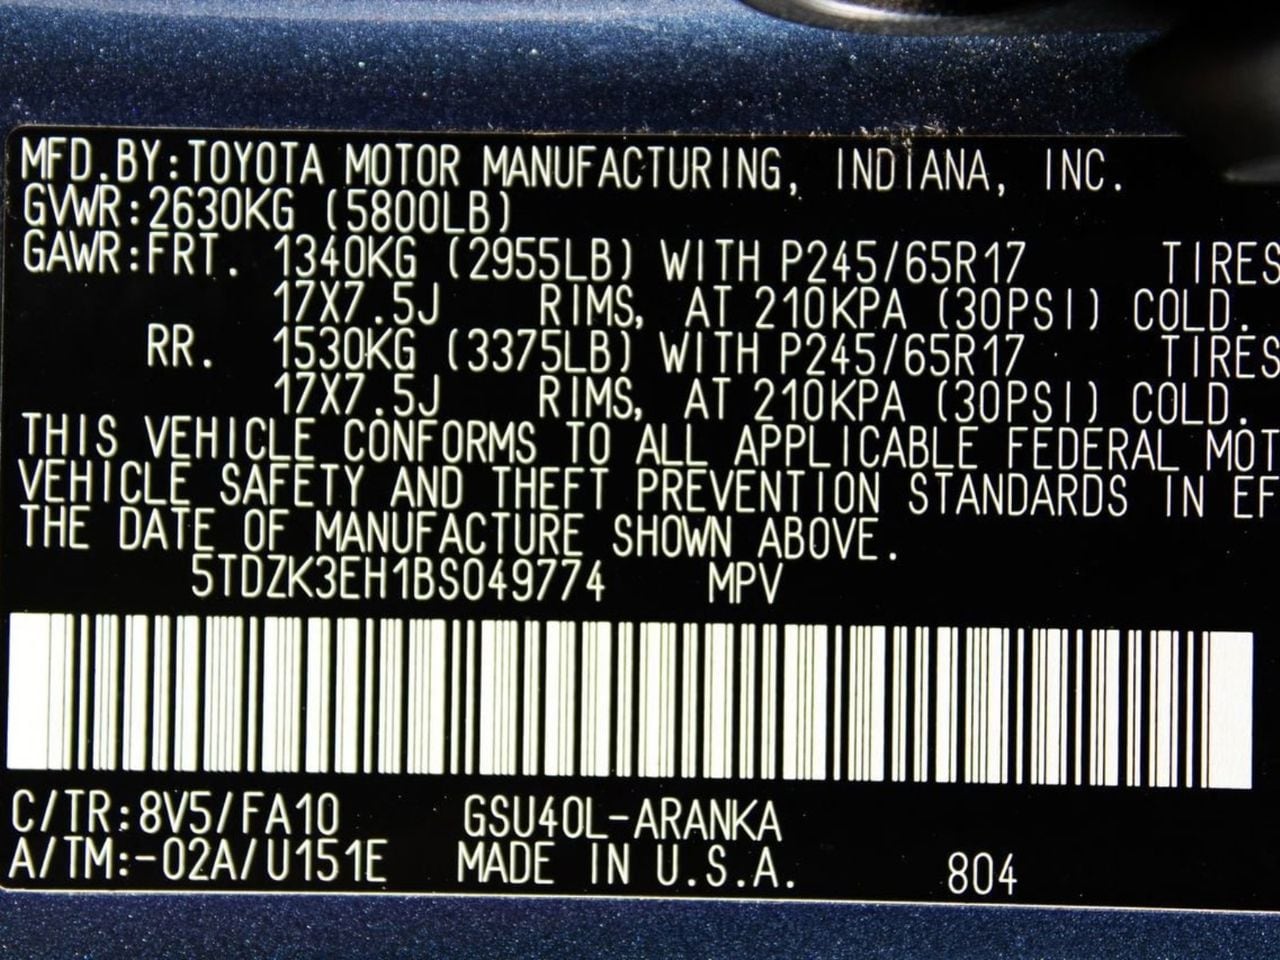 MFD.BY:TOYOTA MOTOR MANUFACTURING, INDIANA, INC.
GVWR:2630KG (5800LB)
GAWR:FRT. 1340KG (2955LB) WITH P245/65R17 TIRES
17X7.5J RIMS, AT 210KPA (30PSI) COLD.
RR. 1530KG (3375LB) WITH P245/65R17 TIRES
17X7.5J RIMS, AT 210KPA (30PSI) COLD.
THIS VEHICLE CONFORMS TO ALL APPLICABLE FEDERAL MOT
VEHICLE SAFETY AND THEFT PREVENTION STANDARDS IN EF
THE DATE OF MANUFACTURE SHOWN ABOVE.
5TDZK3EH1BS049774 MPV
C/TR:8V5/FA10 GSU40L-ARANKA
A/TM:-02A/U151E MADE IN U.S.A. 804